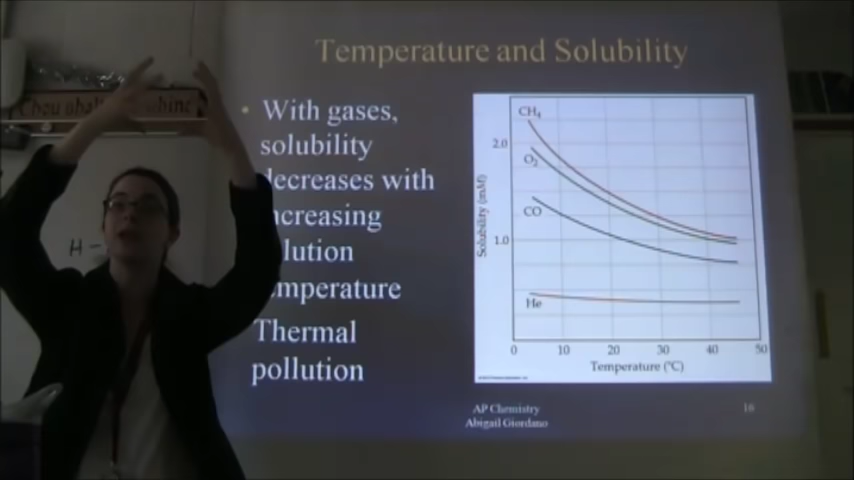 Temperature and Solubility
• With gases,
solubility
decreases with
increasing
solution
temperature
Thermal
pollution
CH₄
2.0
O₂
CO
1.0
He
Solubility (mM)
0 10 20 30 40 50
Temperature (°C)
AP Chemistry
Abigail Giordano
16
H-